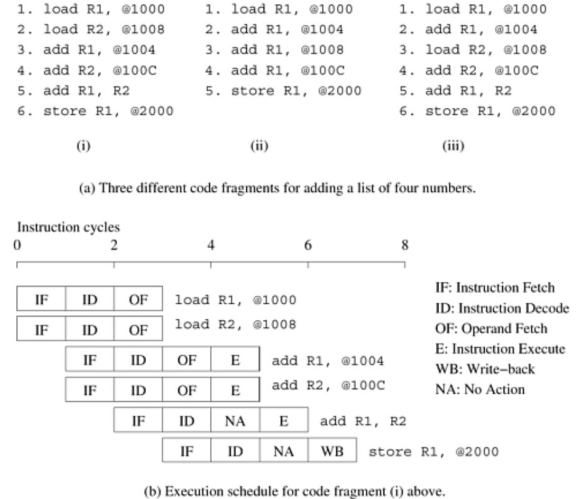 1. load R1, @1000
2. load R2, @1008
3. add R1, @1004
4. add R2, @100C
5. add R1, R2
6. store R1, @2000
(i)
1. load R1, @1000
2. add R1, @1004
3. add R1, @1008
4. add R1, @100C
5. store R1, @2000
(ii)
1. load R1, @1000
2. add R1, @1004
3. load R2, @1008
4. add R2, @100C
5. add R1, R2
6. store R1, @2000
(iii)
(a) Three different code fragments for adding a list of four numbers.
Instruction cycles
0 2 4 6 8
IF ID OF load R1, @1000
IF ID OF load R2, @1008
IF ID OF E add R1, @1004
IF ID OF E add R2, @100C
IF ID NA E add R1, R2
IF ID NA WB store R1, @2000
IF: Instruction Fetch
ID: Instruction Decode
OF: Operand Fetch
E: Instruction Execute
WB: Write-back
NA: No Action
(b) Execution schedule for code fragment (i) above.